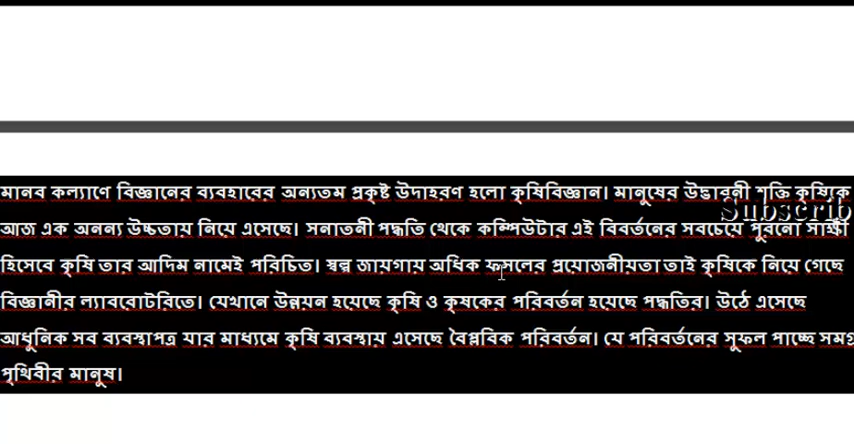 মানব কল্যাণে বিজ্ঞানের ব্যবহারের অন্যতম প্রকৃষ্ট উদাহরণ হলো কৃষিবিজ্ঞান। মানুষের উদ্ভাবনী শক্তি কৃষিকে
Subscrib
আজ এক অনন্য উচ্চতায় নিয়ে এসেছে। সনাতনী পদ্ধতি থেকে কম্পিউটার এই বিবর্তনের সবচেয়ে পুরনো সাক্ষী
হিসেবে কৃষি তার আদিম নামেই পরিচিত। স্বল্প জায়গায় অধিক ফসলের প্রয়োজনীয়তা তাই কৃষিকে নিয়ে গেছে
বিজ্ঞানীর ল্যাবরোটরিতে। যেখানে উন্নয়ন হয়েছে কৃষি ও কৃষকের পরিবর্তন হয়েছে পদ্ধতির। উঠে এসেছে
আধুনিক সব ব্যবস্থাপত্র যার মাধ্যমে কৃষি ব্যবস্থায় এসেছে বৈপ্লবিক পরিবর্তন। যে পরিবর্তনের সুফল পাচ্ছে সমগ্র
পৃথিবীর মানুষ।